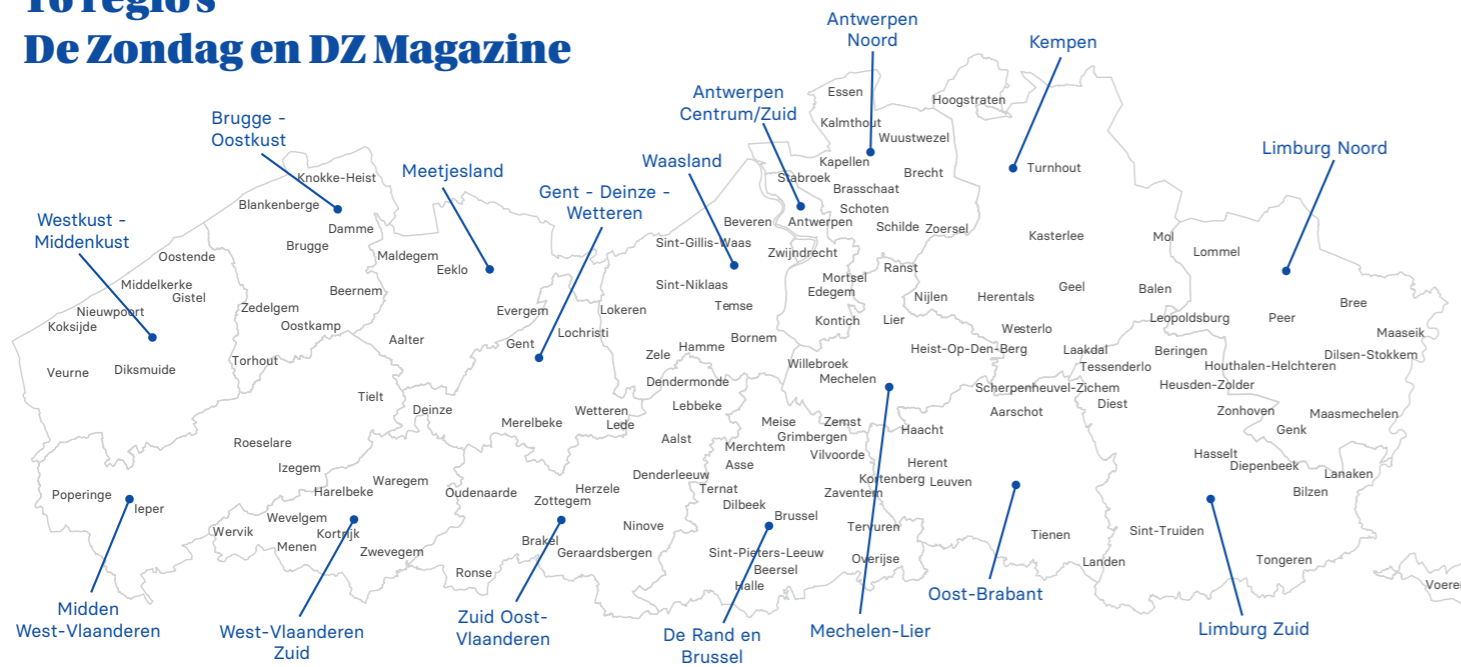 16 regio's
De Zondag en DZ Magazine
Antwerpen
Noord
Kempen
Antwerpen
Centrum/Zuid
Brugge -
Oostkust
Meetjesland
Waasland
Gent - Deinze -
Wetteren
Limburg Noord
Westkust -
Middenkust
Essen
Hoogstraten
Kalmthout
Wuustwezel
Kapellen
Brecht
Turnhout
Stabroek
Brasschaat
Knokke-Heist
Blankenberge
Damme
Brugge
Schoten
Beveren
Antwerpen
Schilde
Zoersel
Kasterlee
Mol
Lommel
Sint-Gillis-Waas
Zwijndrecht
Maldegem
Eeklo
Oostende
Middelkerke
Gistel
Nieuwpoort
Koksijde
Beernem
Zedelgem
Oostkamp
Evergem
Lokeren
Sint-Niklaas
Temse
Mortsel
Edegem
Ranst
Nijlen
Herentals
Geel
Balen
Bree
Kontich
Lier
Westerlo
Leopoldsburg
Peer
Maaseik
Lochristi
Gent
Aalter
Torhout
Veurne
Diksmuide
Zele
Hamme
Bornem
Willebroek
Mechelen
Heist-Op-Den-Berg
Laakdal
Tessenderlo
Beringen
Dilsen-Stokkem
Houthalen-Helchteren
Heusden-Zolder
Dendermonde
Lebbeke
Scherpenheuvel-Zichem
Diest
Aarschot
Zonhoven
Maasmechelen
Genk
Tielt
Deinze
Merelbeke
Wetteren
Lede
Aalst
Meise
Zemst
Grimbergen
Merchtem
Vilvoorde
Haacht
Roeselare
Izegem
Harelbeke
Waregem
Oudenaarde
Herzele
Zottegem
Denderleeuw
Asse
Ternat
Dilbeek
Brussel
Zaventem
Kortenberg
Herent
Leuven
Hasselt
Diepenbeek
Lanaken
Bilzen
Poperinge
Ieper
Wevelgem
Wervik
Menen
Kortrijk
Zwevegem
Brakel
Ninove
Geraardsbergen
Ronse
Sint-Pieters-Leeuw
Beersel
Halle
Tervuren
Overijse
Tienen
Landen
Sint-Truiden
Tongeren
Voeren
Midden
West-Vlaanderen
West-Vlaanderen
Zuid
Zuid Oost-
Vlaanderen
De Rand en
Brussel
Mechelen-Lier
Oost-Brabant
Limburg Zuid